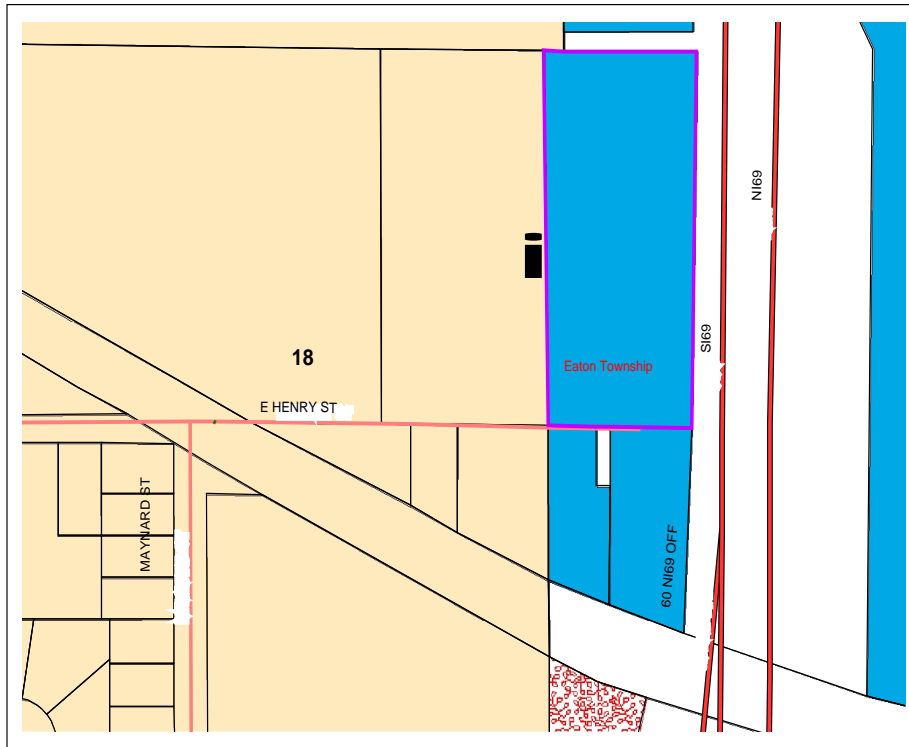 NI69
SI69
18
Eaton Township
E HENRY ST
MAYNARD ST
60 NI69 OFF